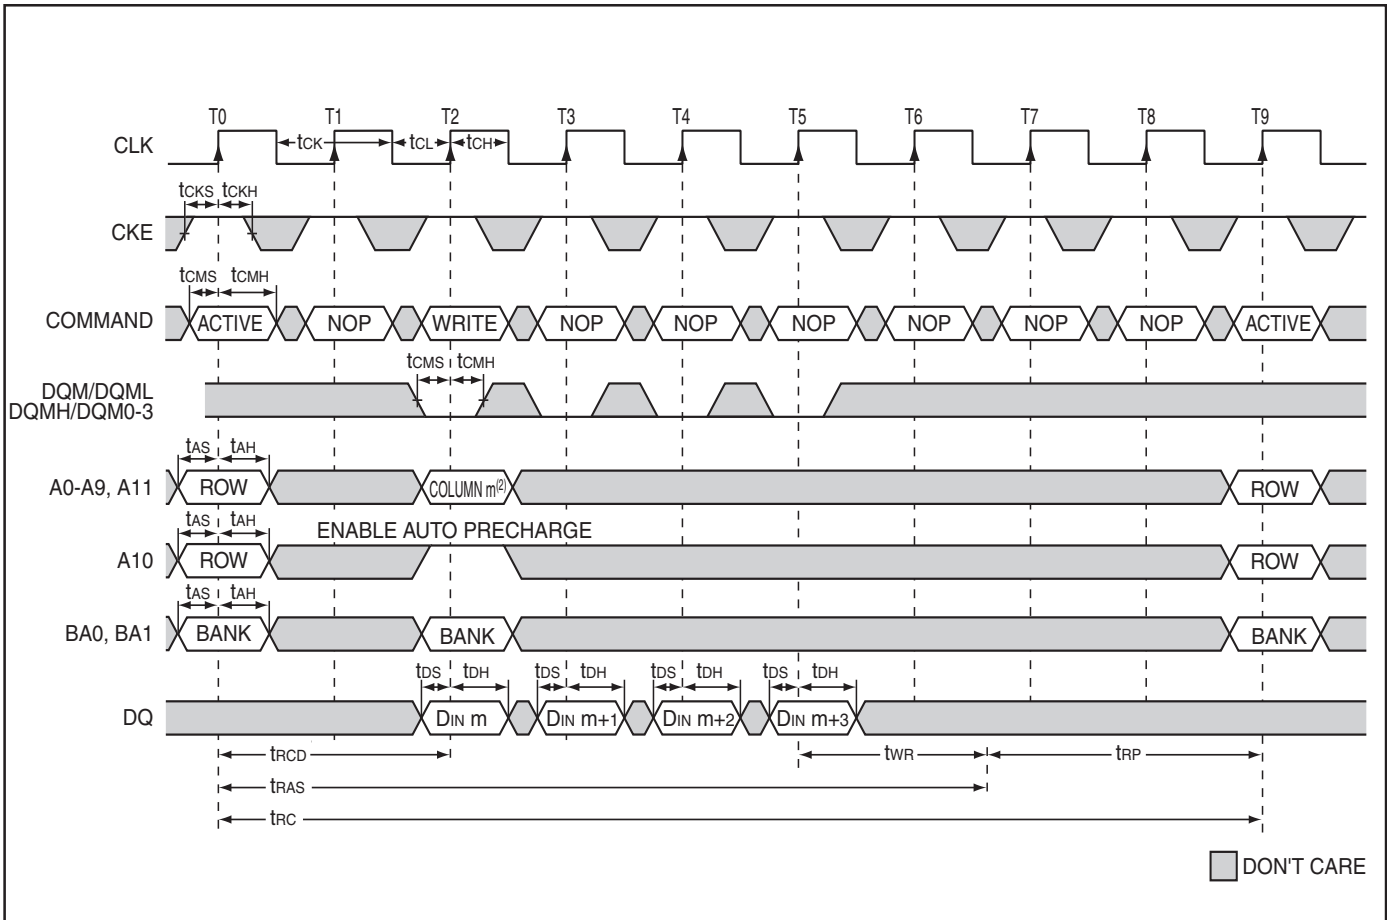 T0 T1 T2 T3 T4 T5 T6 T7 T8 T9
CLK tCK tCL tCH
tCKS tCKH
CKE
tCMS tCMH
COMMAND ACTIVE NOP WRITE NOP NOP NOP NOP NOP NOP ACTIVE
tCMS tCMH
DQM/DQML
DQMH/DQM0-3
tAS tAH
A0-A9, A11 ROW COLUMN m(2) ROW
tAS tAH ENABLE AUTO PRECHARGE
A10 ROW ROW
tAS tAH
BA0, BA1 BANK BANK BANK
tDS tDH tDS tDH tDS tDH tDS tDH
DQ DIN m DIN m+1 DIN m+2 DIN m+3
tRCD tWR tRP
tRAS
tRC
DON'T CARE